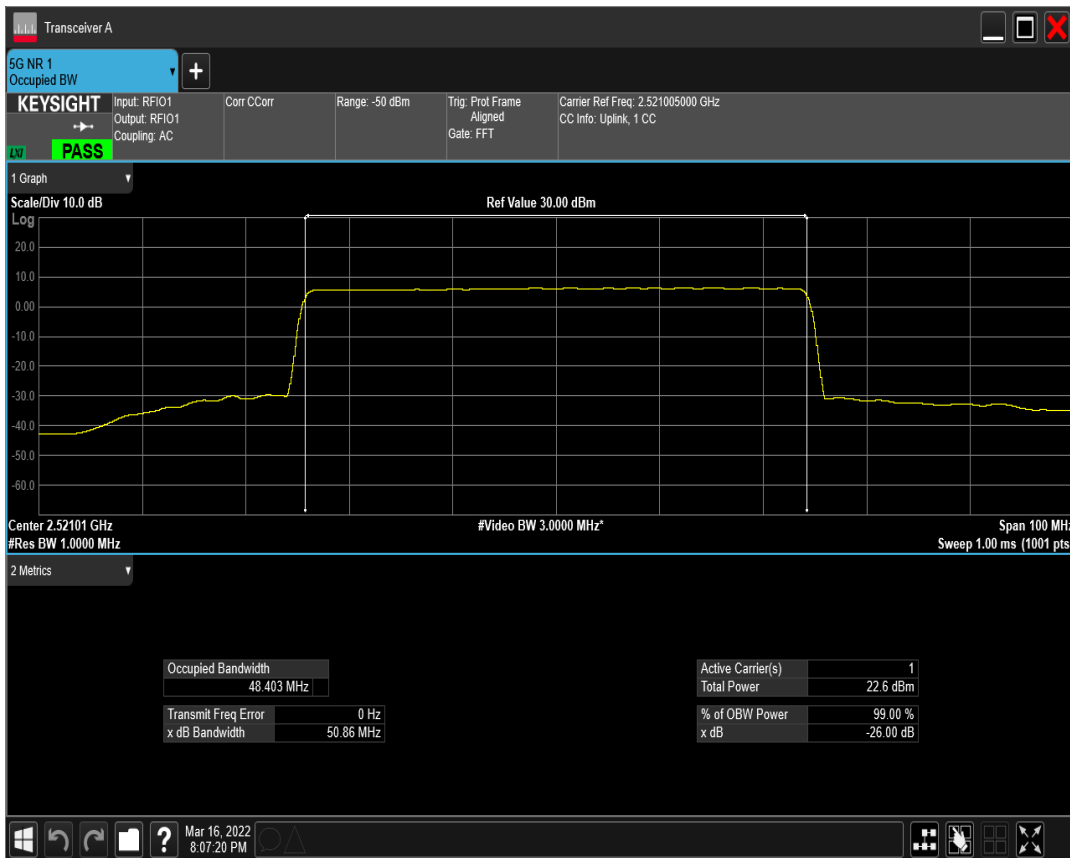 Transceiver A
5G NR 1
Occupied BW
KEYSIGHT
LXI
PASS
Input: RFIO1
Output: RFIO1
Coupling: AC
Corr CCorr
Range: -50 dBm
Trig: Prot Frame
Aligned
Gate: FFT
Carrier Ref Freq: 2.521005000 GHz
CC Info: Uplink, 1 CC
1 Graph
Scale/Div 10.0 dB
Ref Value 30.00 dBm
Log
20.0
10.0
0.00
-10.0
-20.0
-30.0
-40.0
-50.0
-60.0
Center 2.52101 GHz
#Video BW 3.0000 MHz*
Span 100 MHz
#Res BW 1.0000 MHz
Sweep 1.00 ms (1001 pts
2 Metrics
Occupied Bandwidth
48.403 MHz
Transmit Freq Error 0 Hz
x dB Bandwidth 50.86 MHz
Active Carrier(s) 1
Total Power 22.6 dBm
% of OBW Power 99.00 %
x dB -26.00 dB
?
Mar 16, 2022
8:07:20 PM